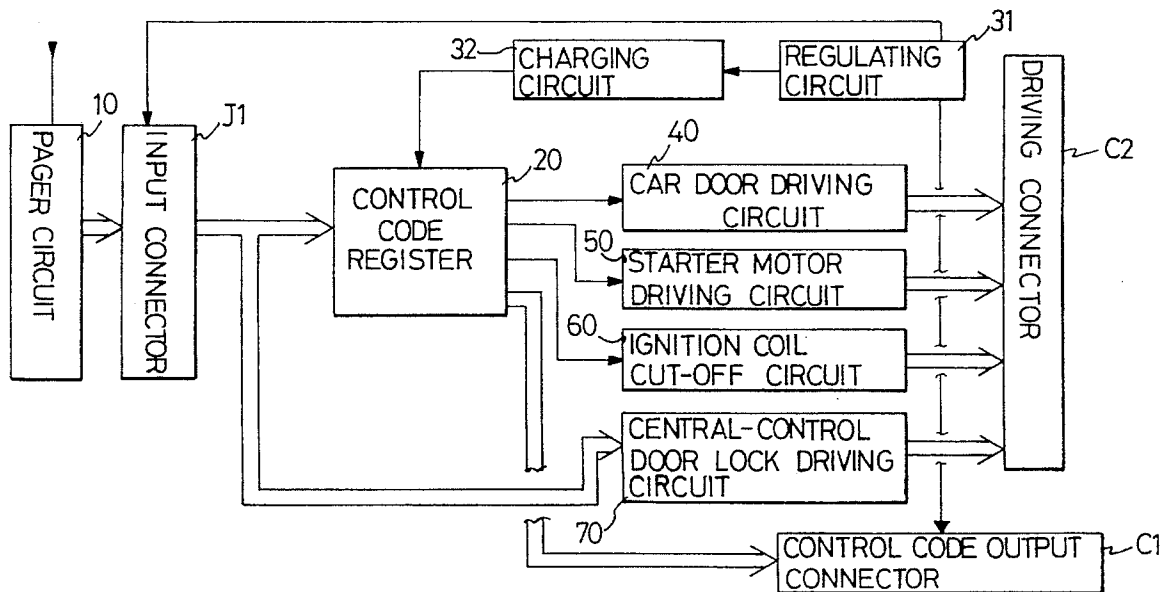 31
32
CHARGING
CIRCUIT
REGULATING
CIRCUIT
10
PAGER CIRCUIT
J1
INPUT CONNECTOR
20
CONTROL
CODE
REGISTER
40
CAR DOOR DRIVING
CIRCUIT
50
STARTER MOTOR
DRIVING CIRCUIT
60
IGNITION COIL
CUT-OFF CIRCUIT
CENTRAL-CONTROL
DOOR LOCK DRIVING
CIRCUIT
70
DRIVING CONNECTOR
C2
CONTROL CODE OUTPUT
CONNECTOR
C1